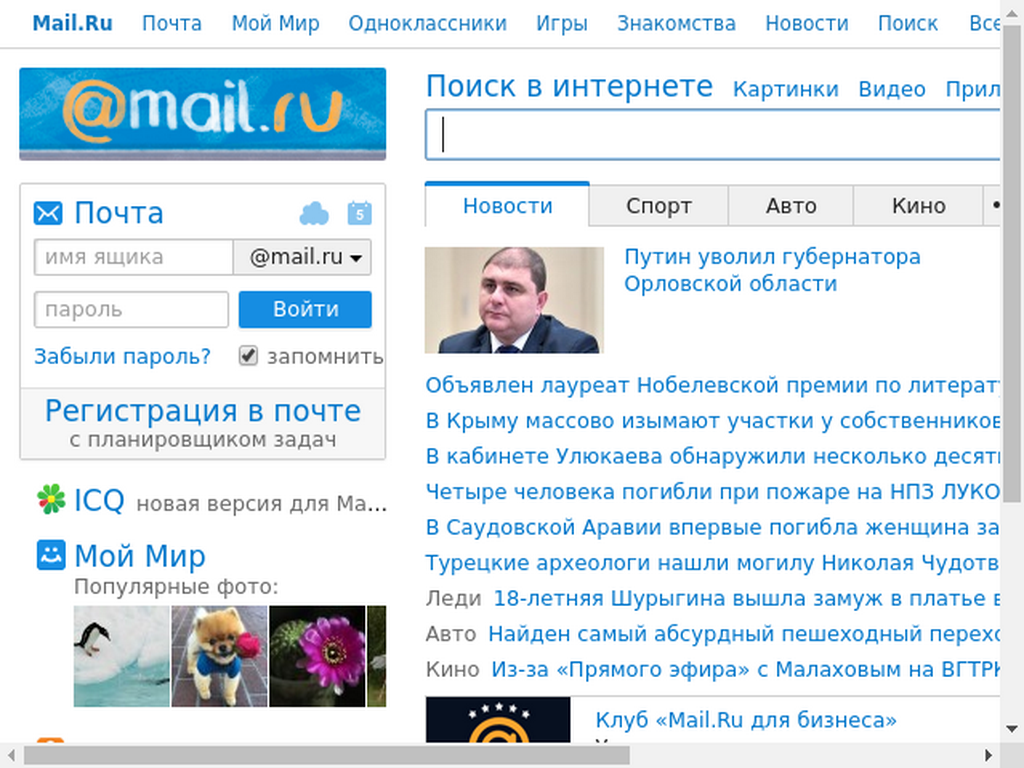 Mail.Ru Почта Мой Мир Одноклассники Игры Знакомства Новости Поиск Все
@mail.ru
Почта
5
имя ящика @mail.ru
пароль Войти
Забыли пароль? запомнить
Регистрация в почте
с планировщиком задач
ICQ новая версия для Ma...
Мой Мир
Популярные фото:
Поиск в интернете Картинки Видео Прил
Новости Спорт Авто Кино
Путин уволил губернатора
Орловской области
Объявлен лауреат Нобелевской премии по литерат
В Крыму массово изымают участки у собственников
В кабинете Улюкаева обнаружили несколько десят
Четыре человека погибли при пожаре на НПЗ ЛУКО
В Саудовской Аравии впервые погибла женщина за
Турецкие археологи нашли могилу Николая Чудотв
Леди 18-летняя Шурыгина вышла замуж в платье в
Авто Найден самый абсурдный пешеходный перехо
Кино Из-за «Прямого эфира» с Малаховым на ВГТРК
Клуб «Mail.Ru для бизнеса»